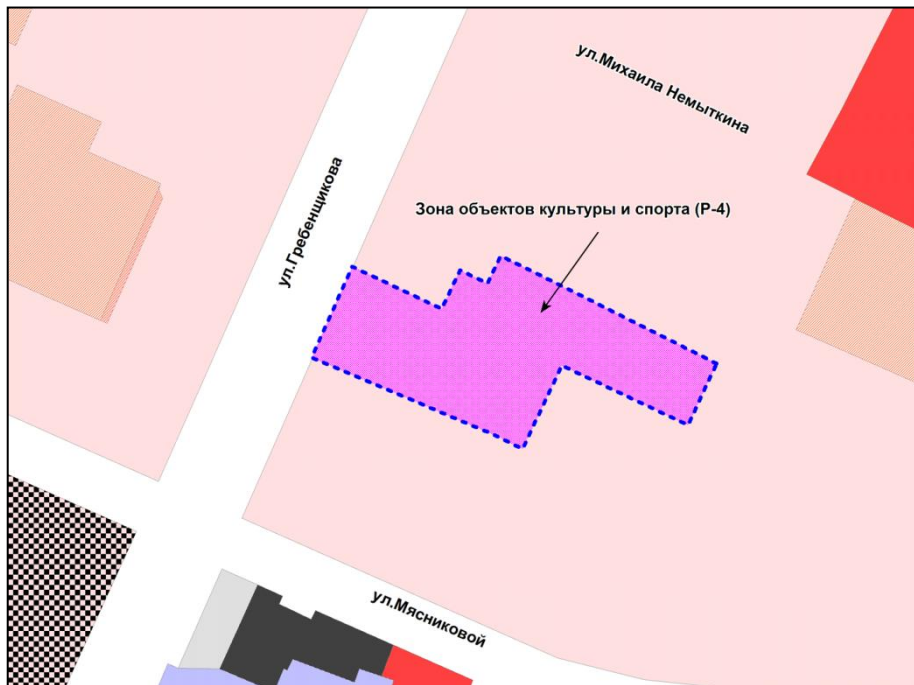 ул.Михаила Немыткина
Зона объектов культуры и спорта (Р-4)
ул.Гребенщикова
ул.Мясниковой